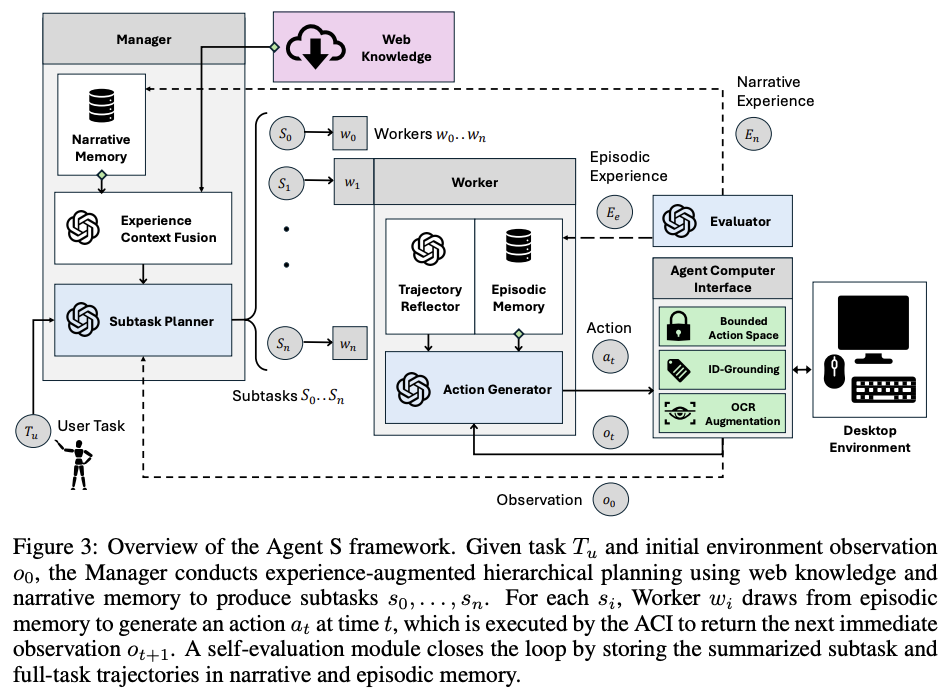 Manager
Web
Knowledge
Narrative
Experience
E_n
Narrative
Memory
S_0
w_0
Workers w_0..w_n
S_1
w_1
Worker
Episodic
Experience
E_e
Evaluator
Experience
Context Fusion
Trajectory
Reflector
Episodic
Memory
Agent Computer
Interface
Bounded
Action Space
ID-Grounding
OCR
Augmentation
Subtask Planner
S_n
w_n
Action
a_t
Action Generator
Subtasks S_0..S_n
T_u
User Task
o_t
Desktop
Environment
Observation
o_0
Figure 3: Overview of the Agent S framework. Given task T_u and initial environment observation
o_0, the Manager conducts experience-augmented hierarchical planning using web knowledge and
narrative memory to produce subtasks s_0, . . . , s_n. For each s_i, Worker w_i draws from episodic
memory to generate an action a_t at time t, which is executed by the ACI to return the next immediate
observation o_{t+1}. A self-evaluation module closes the loop by storing the summarized subtask and
full-task trajectories in narrative and episodic memory.